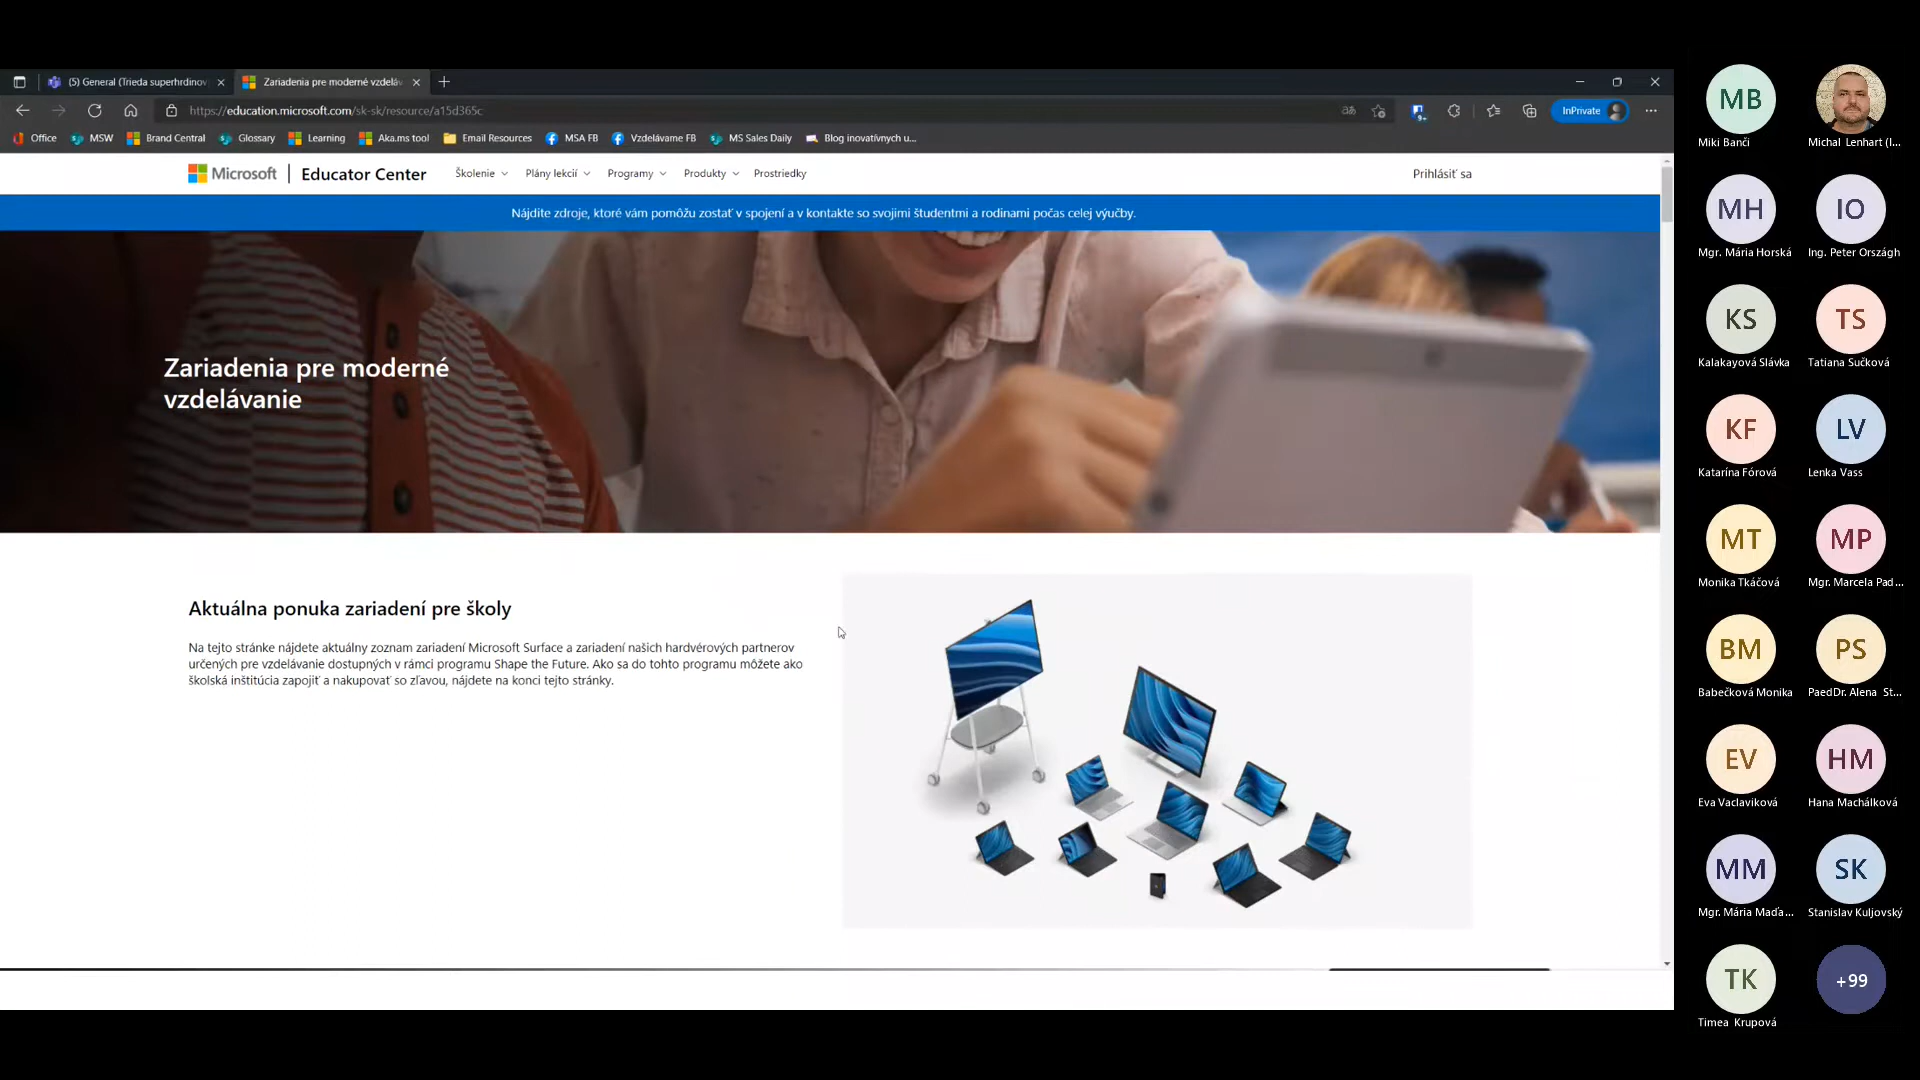 (5) General (Trieda superhrdinov
Zariadenia pre moderné vzdeláv
https://education.microsoft.com/sk-sk/resource/a15d365c
InPrivate
Office
MSW
Brand Central
Glossary
Learning
Aka.ms tool
Email Resources
MSA FB
Vzdelávame FB
MS Sales Daily
Blog inovatívnych u...
Microsoft
Educator Center
Školenie
Plány lekcií
Programy
Produkty
Prostriedky
Prihlásiť sa
Nájdite zdroje, ktoré vám pomôžu zostať v spojení a v kontakte so svojimi študentmi a rodinami počas celej výučby.
Zariadenia pre moderné
vzdelávanie
Aktuálna ponuka zariadení pre školy
Na tejto stránke nájdete aktuálny zoznam zariadení Microsoft Surface a zariadení našich hardvérových partnerov
určených pre vzdelávanie dostupných v rámci programu Shape the Future. Ako sa do tohto programu môžete ako
školská inštitúcia zapojiť a nakupovať so zľavou, nájdete na konci tejto stránky.
MB
Miki Banči
Michal Lenhart (I...
MH
Mgr. Mária Horská
IO
Ing. Peter Országh
KS
Kalakayová Slávka
TS
Tatiana Sučková
KF
Katarína Fórová
LV
Lenka Vass
MT
Monika Tkáčová
MP
Mgr. Marcela Pad...
BM
Babečková Monika
PS
PaedDr. Alena St...
EV
Eva Vaclaviková
HM
Hana Machálková
MM
Mgr. Mária Maďa...
SK
Stanislav Kuljovský
TK
Timea Krupová
+99